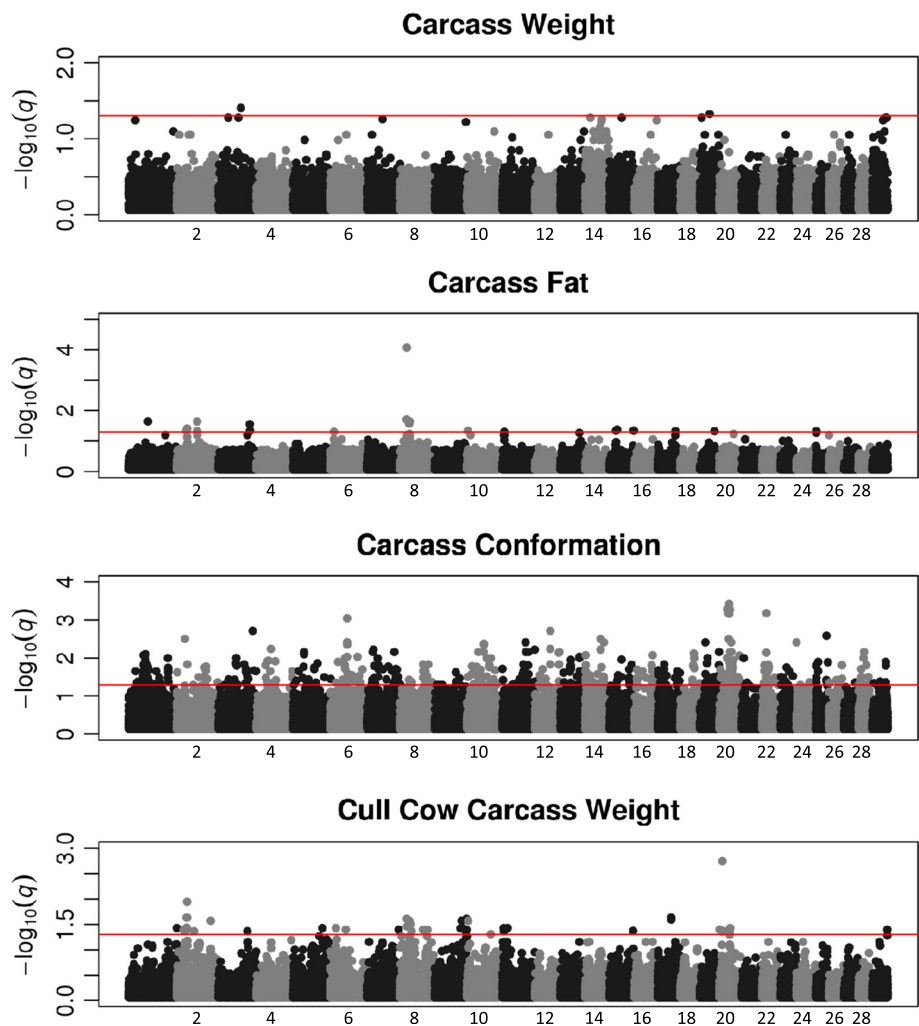 Carcass Weight
−log10(q)
2.0
1.0
0.0
2 4 6 8 10 12 14 16 18 20 22 24 26 28
Carcass Fat
−log10(q)
4
2
0
2 4 6 8 10 12 14 16 18 20 22 24 26 28
Carcass Conformation
−log10(q)
4
3
2
1
0
2 4 6 8 10 12 14 16 18 20 22 24 26 28
Cull Cow Carcass Weight
−log10(q)
3.0
1.5
0.0
2 4 6 8 10 12 14 16 18 20 22 24 26 28